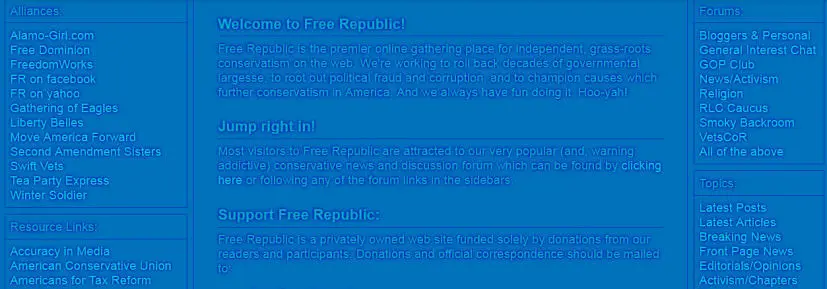 Alliances:
Alamo-Girl.com
Free Dominion
FreedomWorks
FR on facebook
FR on yahoo
Gathering of Eagles
Liberty Belles
Move America Forward
Second Amendment Sisters
Swift Vets
Tea Party Express
Winter Soldier
Resource Links:
Accuracy in Media
American Conservative Union
Americans for Tax Reform
Welcome to Free Republic!
Free Republic is the premier online gathering place for independent, grass-roots
conservatism on the web. We're working to roll back decades of governmental
largesse, to root out political fraud and corruption, and to champion causes which
further conservatism in America. And we always have fun doing it. Hoo-yah!
Jump right in!
Most visitors to Free Republic are attracted to our very popular (and, warning
addictive) conservative news and discussion forum which can be found by clicking
here or following any of the forum links in the sidebars
Support Free Republic:
Free Republic is a privately owned web site funded solely by donations from our
readers and participants. Donations and official correspondence should be mailed
to:
Forums:
Bloggers & Personal
General Interest Chat
GOP Club
News/Activism
Religion
RLC Caucus
Smoky Backroom
VetsCoR
All of the above
Topics:
Latest Posts
Latest Articles
Breaking News
Front Page News
Editorials/Opinions
Activism/Chapters